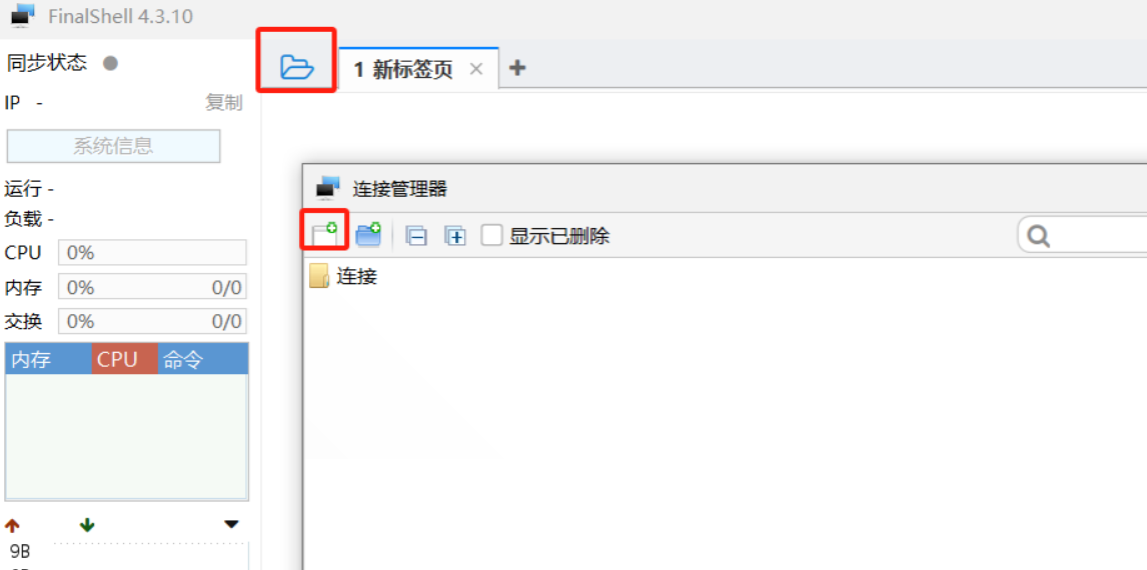 FinalShell 4.3.10
同步状态
IP -
复制
系统信息
运行 -
负载 -
CPU 0%
内存 0% 0/0
交换 0% 0/0
内存 CPU 命令
9B
1 新标签页
连接管理器
显示已删除
连接